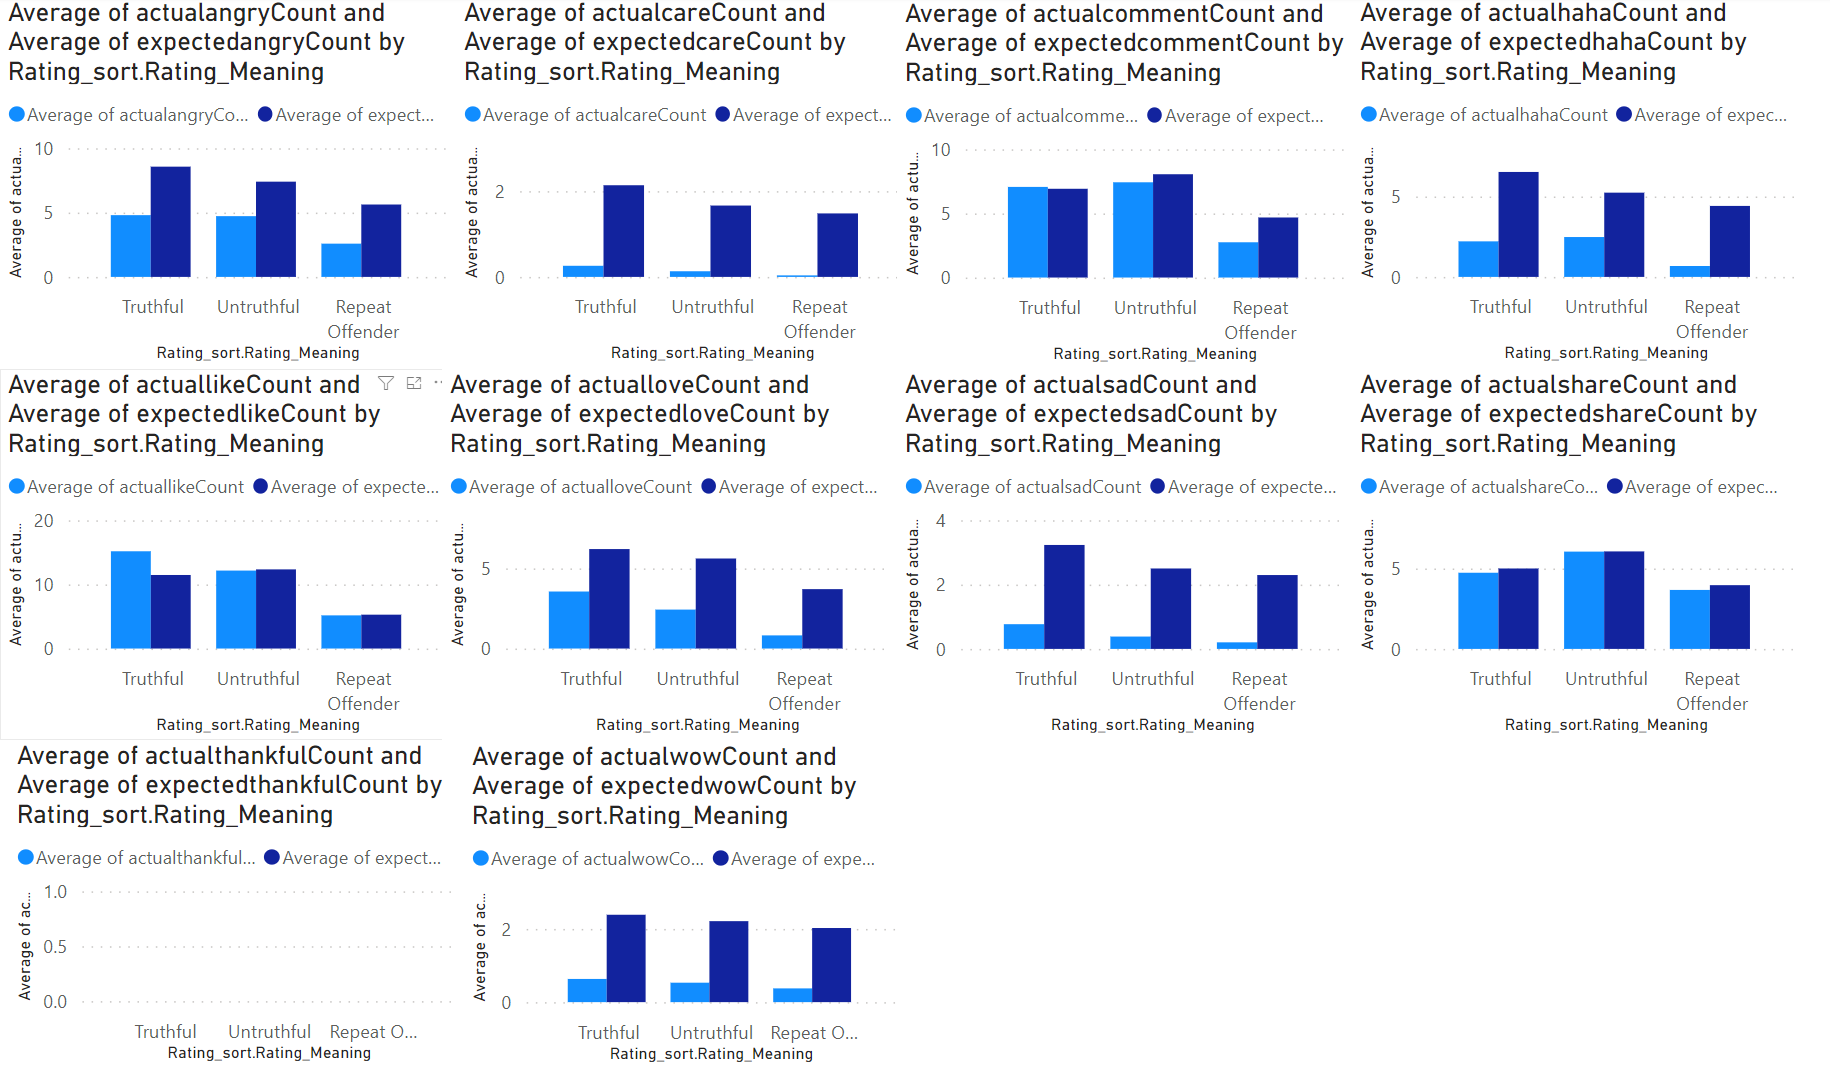 Average of actualangryCount and
Average of expectedangryCount by
Rating_sort.Rating_Meaning
Average of actualangryCo... Average of expect...
Average of actua...
10
5
0
Truthful Untruthful Repeat
Offender
Rating_sort.Rating_Meaning
Average of actualcareCount and
Average of expectedcareCount by
Rating_sort.Rating_Meaning
Average of actualcareCount Average of expect...
Average of actua...
2
0
Truthful Untruthful Repeat
Offender
Rating_sort.Rating_Meaning
Average of actualcommentCount and
Average of expectedcommentCount by
Rating_sort.Rating_Meaning
Average of actualcomme... Average of expect...
Average of actua...
10
5
0
Truthful Untruthful Repeat
Offender
Rating_sort.Rating_Meaning
Average of actualhahaCount and
Average of expectedhahaCount by
Rating_sort.Rating_Meaning
Average of actualhahaCount Average of expec...
Average of actua...
5
0
Truthful Untruthful Repeat
Offender
Rating_sort.Rating_Meaning
Average of actuallikeCount and
Average of expectedlikeCount by
Rating_sort.Rating_Meaning
Average of actuallikeCount Average of expecte...
Average of actu...
20
10
0
Truthful Untruthful Repeat
Offender
Rating_sort.Rating_Meaning
Average of actualloveCount and
Average of expectedloveCount by
Rating_sort.Rating_Meaning
Average of actualloveCount Average of expect...
Average of actu...
5
0
Truthful Untruthful Repeat
Offender
Rating_sort.Rating_Meaning
Average of actualsadCount and
Average of expectedsadCount by
Rating_sort.Rating_Meaning
Average of actualsadCount Average of expecte...
Average of actua...
4
2
0
Truthful Untruthful Repeat
Offender
Rating_sort.Rating_Meaning
Average of actualshareCount and
Average of expectedshareCount by
Rating_sort.Rating_Meaning
Average of actualshareCo... Average of expec...
Average of actua...
5
0
Truthful Untruthful Repeat
Offender
Rating_sort.Rating_Meaning
Average of actualthankfulCount and
Average of expectedthankfulCount by
Rating_sort.Rating_Meaning
Average of actualthankful... Average of expect...
Average of ac...
1.0
0.5
0.0
Truthful Untruthful Repeat O...
Rating_sort.Rating_Meaning
Average of actualwowCount and
Average of expectedwowCount by
Rating_sort.Rating_Meaning
Average of actualwowCo... Average of expe...
Average of ac...
2
0
Truthful Untruthful Repeat O...
Rating_sort.Rating_Meaning